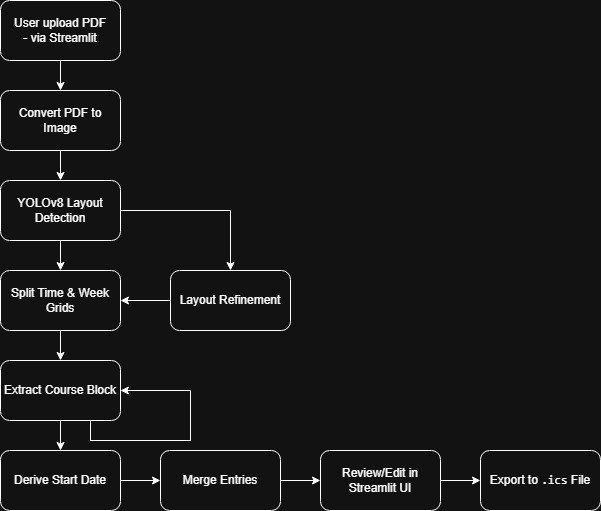 User upload PDF
- via Streamlit
Convert PDF to
Image
YOLOv8 Layout
Detection
Split Time & Week
Grids
Layout Refinement
Extract Course Block
Derive Start Date
Merge Entries
Review/Edit in
Streamlit UI
Export to .ics File